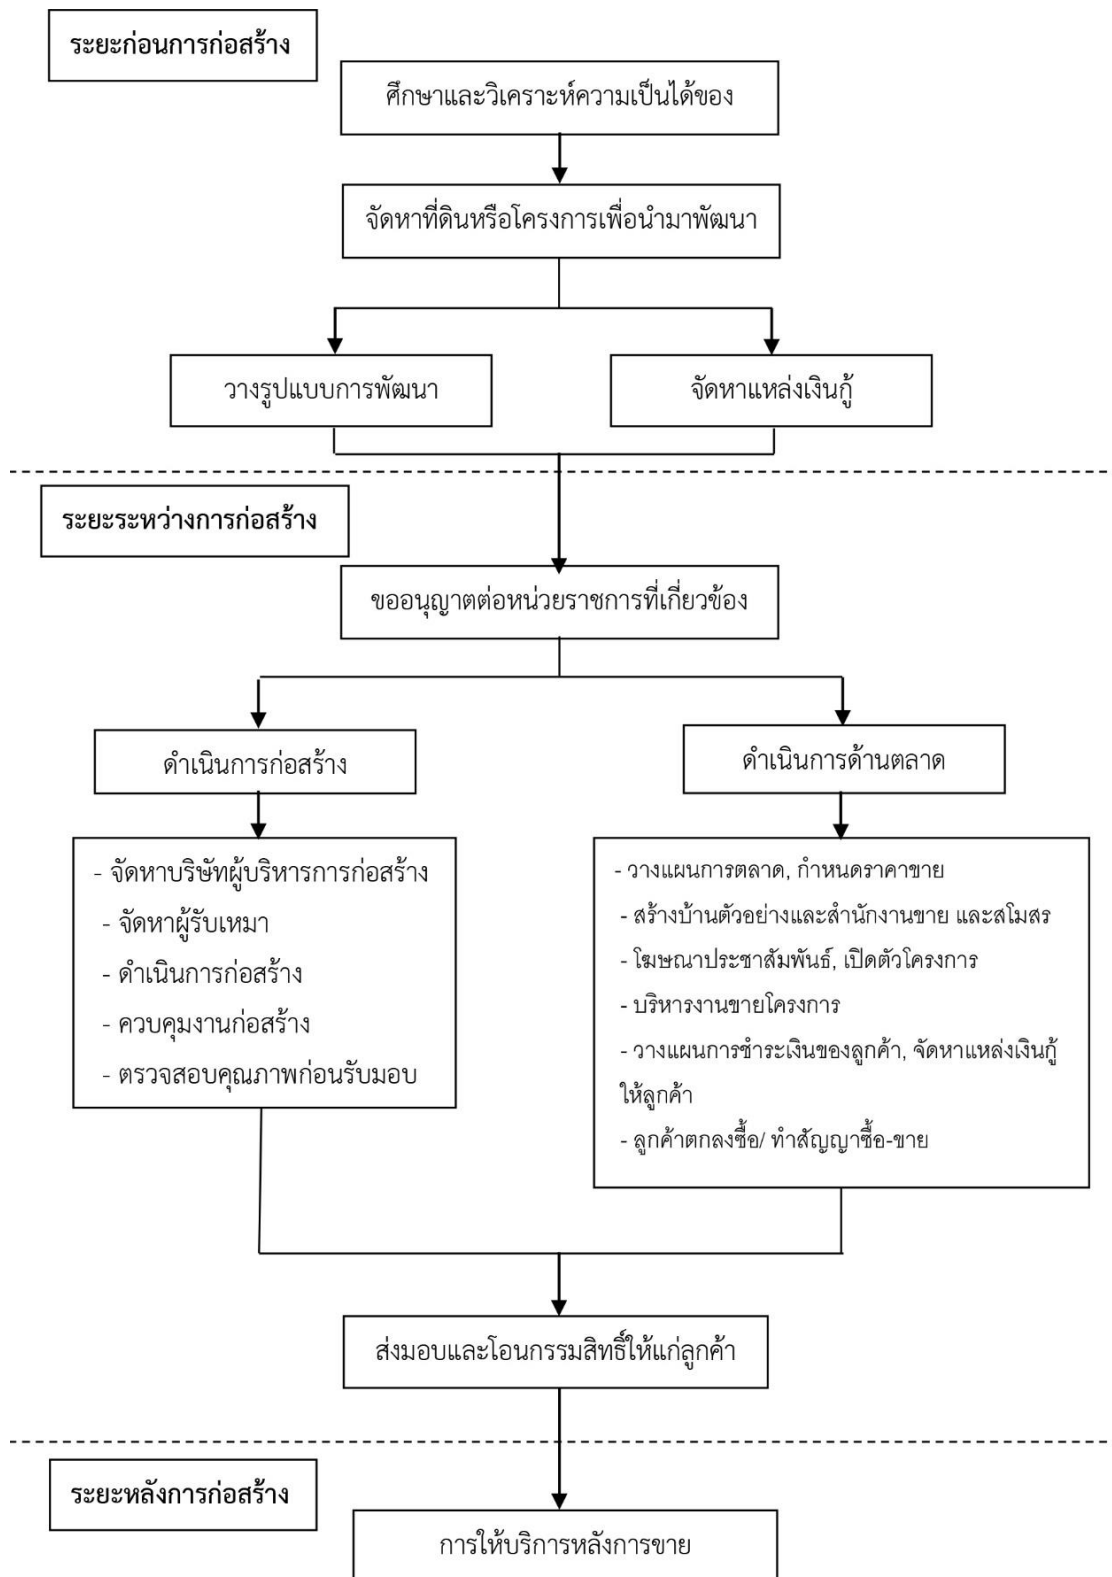 ระยะก่อนการก่อสร้าง
ศึกษาและวิเคราะห์ความเป็นได้ของ
จัดหาที่ดินหรือโครงการเพื่อนำมาพัฒนา
วางรูปแบบการพัฒนา
จัดหาแหล่งเงินกู้
ระยะระหว่างการก่อสร้าง
ขออนุญาตต่อหน่วยราชการที่เกี่ยวข้อง
ดำเนินการก่อสร้าง
ดำเนินการด้านตลาด
- จัดหาบริษัทผู้บริหารการก่อสร้าง
- จัดหาผู้รับเหมา
- ดำเนินการก่อสร้าง
- ควบคุมงานก่อสร้าง
- ตรวจสอบคุณภาพก่อนรับมอบ
- วางแผนการตลาด, กำหนดราคาขาย
- สร้างบ้านตัวอย่างและสำนักงานขาย และสโมสร
- โฆษณาประชาสัมพันธ์, เปิดตัวโครงการ
- บริหารงานขายโครงการ
- วางแผนการชำระเงินของลูกค้า, จัดหาแหล่งเงินกู้
ให้ลูกค้า
- ลูกค้าตกลงซื้อ/ ทำสัญญาซื้อ-ขาย
ส่งมอบและโอนกรรมสิทธิ์ให้แก่ลูกค้า
ระยะหลังการก่อสร้าง
การให้บริการหลังการขาย